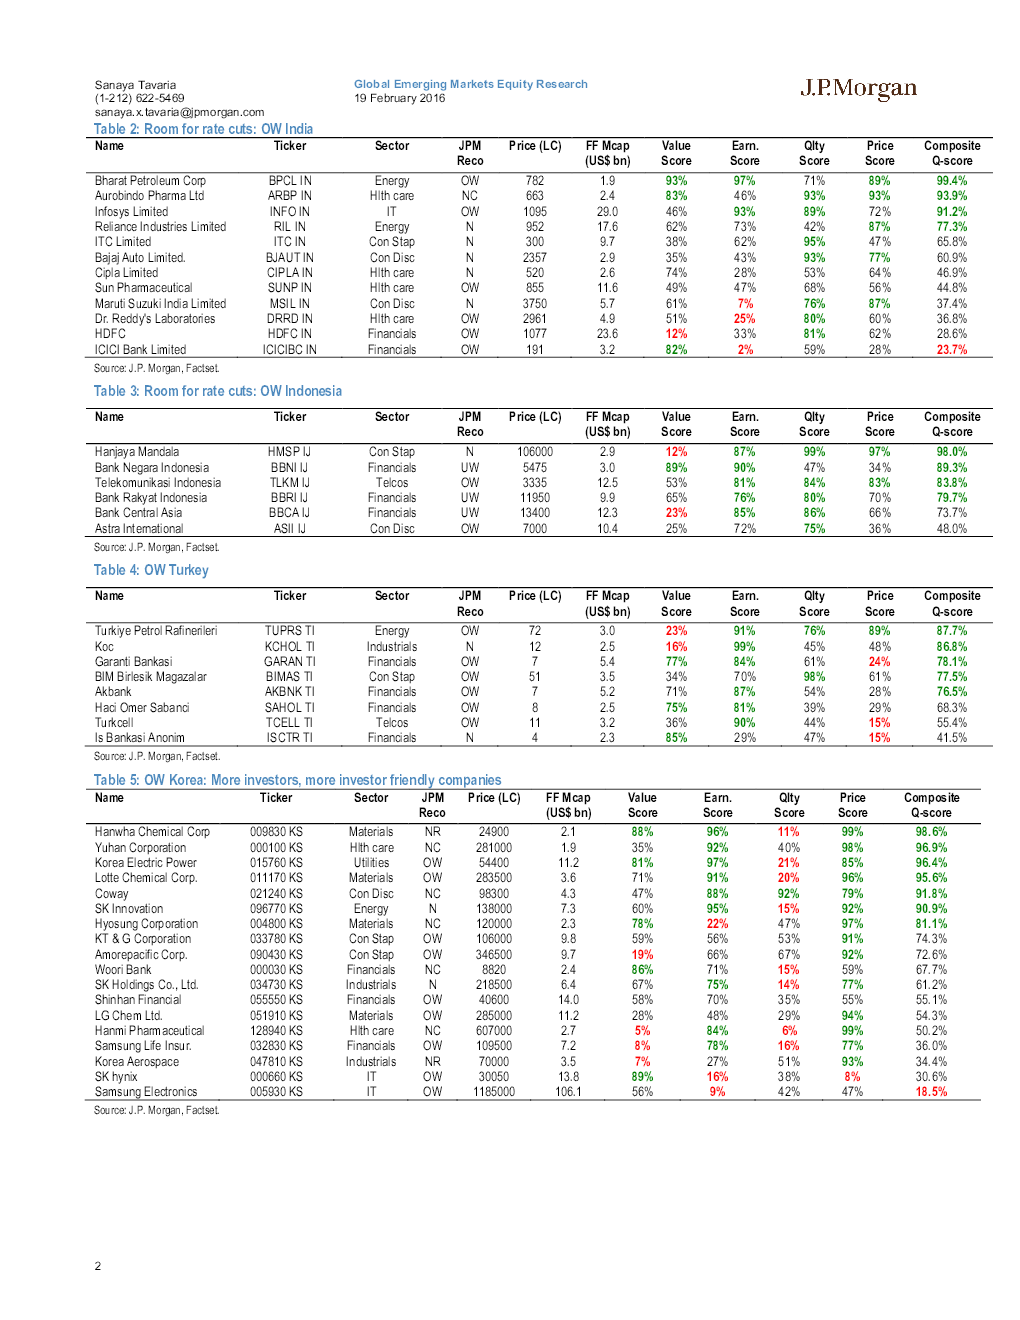 Sanaya Tavaria
(1-212) 622-5469
sanaya.x.tavaria@jpmorgan.com
Global Emerging Markets Equity Research
19 February 2016
J.P.Morgan
Table 2: Room for rate cuts: OW India
Name Ticker Sector JPM Reco Price (LC) FF Mcap (US$ bn) Value Score Earn. Score Qlty Score Price Score Composite Q-score
Bharat Petroleum Corp BPCL IN Energy OW 782 1.9 93% 97% 71% 89% 99.4%
Aurobindo Pharma Ltd ARBP IN Hlth care NC 663 2.4 83% 46% 93% 93% 93.9%
Infosys Limited INFO IN IT OW 1095 29.0 46% 93% 89% 72% 91.2%
Reliance Industries Limited RIL IN Energy N 952 17.6 62% 73% 42% 87% 77.3%
ITC Limited ITC IN Con Stap N 300 9.7 38% 62% 95% 47% 65.8%
Bajaj Auto Limited. BJAUT IN Con Disc N 2357 2.9 35% 43% 93% 77% 60.9%
Cipla Limited CIPLA IN Hlth care N 520 2.6 74% 28% 53% 64% 46.9%
Sun Pharmaceutical SUNP IN Hlth care OW 855 11.6 49% 47% 68% 56% 44.8%
Maruti Suzuki India Limited MSIL IN Con Disc N 3750 5.7 61% 7% 76% 87% 37.4%
Dr. Reddy's Laboratories DRRD IN Hlth care OW 2961 4.9 51% 25% 80% 60% 36.8%
HDFC HDFC IN Financials OW 1077 23.6 12% 33% 81% 62% 28.6%
ICICI Bank Limited ICICIBC IN Financials OW 191 3.2 82% 2% 59% 28% 23.7%
Source: J.P. Morgan, Factset.
Table 3: Room for rate cuts: OW Indonesia
Name Ticker Sector JPM Reco Price (LC) FF Mcap (US$ bn) Value Score Earn. Score Qlty Score Price Score Composite Q-score
Hanjaya Mandala HMSP IJ Con Stap N 106000 2.9 12% 87% 99% 97% 98.0%
Bank Negara Indonesia BBNI IJ Financials UW 5475 3.0 89% 90% 47% 34% 89.3%
Telekomunikasi Indonesia TLKM IJ Telcos OW 3335 12.5 53% 81% 84% 83% 83.8%
Bank Rakyat Indonesia BBRI IJ Financials UW 11950 9.9 65% 76% 80% 70% 79.7%
Bank Central Asia BBCA IJ Financials UW 13400 12.3 23% 85% 86% 66% 73.7%
Astra International ASII IJ Con Disc OW 7000 10.4 25% 72% 75% 36% 48.0%
Source: J.P. Morgan, Factset.
Table 4: OW Turkey
Name Ticker Sector JPM Reco Price (LC) FF Mcap (US$ bn) Value Score Earn. Score Qlty Score Price Score Composite Q-score
Turkiye Petrol Rafinerileri TUPRS TI Energy OW 72 3.0 23% 91% 76% 89% 87.7%
Koc KCHOL TI Industrials N 12 2.5 16% 99% 45% 48% 86.8%
Garanti Bankasi GARAN TI Financials OW 7 5.4 77% 84% 61% 24% 78.1%
BIM Birlesik Magazalar BIMAS TI Con Stap OW 51 3.5 34% 70% 98% 61% 77.5%
Akbank AKBNK TI Financials OW 7 5.2 71% 87% 54% 28% 76.5%
Haci Omer Sabanci SAHOL TI Financials OW 8 2.5 75% 81% 39% 29% 68.3%
Turkcell TCELL TI Telcos OW 11 3.2 36% 90% 44% 15% 55.4%
Is Bankasi Anonim ISCTR TI Financials N 4 2.3 85% 29% 47% 15% 41.5%
Source: J.P. Morgan, Factset.
Table 5: OW Korea: More investors, more investor friendly companies
Name Ticker Sector JPM Reco Price (LC) FF Mcap (US$ bn) Value Score Earn. Score Qlty Score Price Score Composite Q-score
Hanwha Chemical Corp 009830 KS Materials NR 24900 2.1 88% 96% 11% 99% 98.6%
Yuhan Corporation 000100 KS Hlth care NC 281000 1.9 35% 92% 40% 98% 96.9%
Korea Electric Power 015760 KS Utilities OW 54400 11.2 81% 97% 21% 85% 96.4%
Lotte Chemical Corp. 011170 KS Materials OW 283500 3.6 71% 91% 20% 96% 95.6%
Coway 021240 KS Con Disc NC 98300 4.3 47% 88% 92% 79% 91.8%
SK Innovation 096770 KS Energy N 138000 7.3 60% 95% 15% 92% 90.9%
Hyosung Corporation 004800 KS Materials NC 120000 2.3 78% 22% 47% 97% 81.1%
KT & G Corporation 033780 KS Con Stap OW 106000 9.8 59% 56% 53% 91% 74.3%
Amorepacific Corp. 090430 KS Con Stap OW 346500 9.7 19% 66% 67% 92% 72.6%
Woori Bank 000030 KS Financials NC 8820 2.4 86% 71% 15% 59% 67.7%
SK Holdings Co., Ltd. 034730 KS Industrials N 218500 6.4 67% 75% 14% 77% 61.2%
Shinhan Financial 055550 KS Financials OW 40600 14.0 58% 70% 35% 55% 55.1%
LG Chem Ltd. 051910 KS Materials OW 285000 11.2 28% 48% 29% 94% 54.3%
Hanmi Pharmaceutical 128940 KS Hlth care NC 607000 2.7 5% 84% 6% 99% 50.2%
Samsung Life Insur. 032830 KS Financials OW 109500 7.2 8% 78% 16% 77% 36.0%
Korea Aerospace 047810 KS Industrials NR 70000 3.5 7% 27% 51% 93% 34.4%
SK hynix 000660 KS IT OW 30050 13.8 89% 16% 38% 8% 30.6%
Samsung Electronics 005930 KS IT OW 1185000 106.1 56% 9% 42% 47% 18.5%
Source: J.P. Morgan, Factset.
2